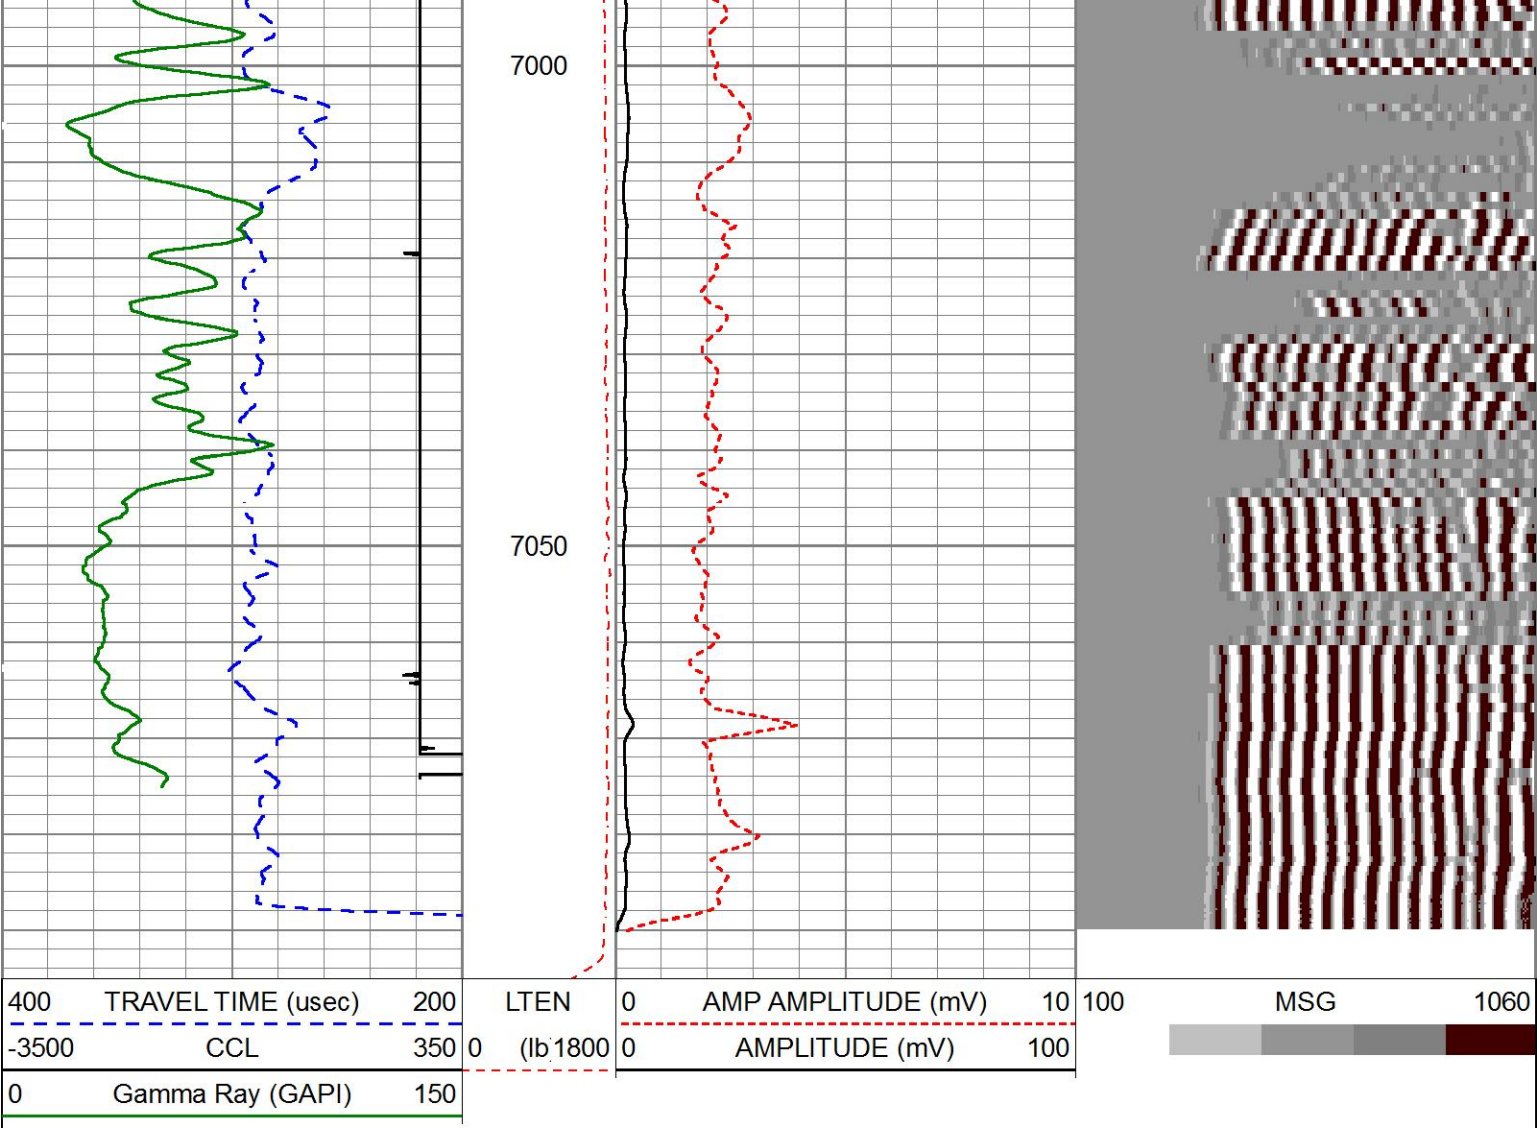 7000
7050
400 TRAVEL TIME (usec) 200 LTEN 0 AMP AMPLITUDE (mV) 10 100 MSG 1060
-3500 CCL 350 0 (lb) 1800 0 AMPLITUDE (mV) 100
0 Gamma Ray (GAPI) 150